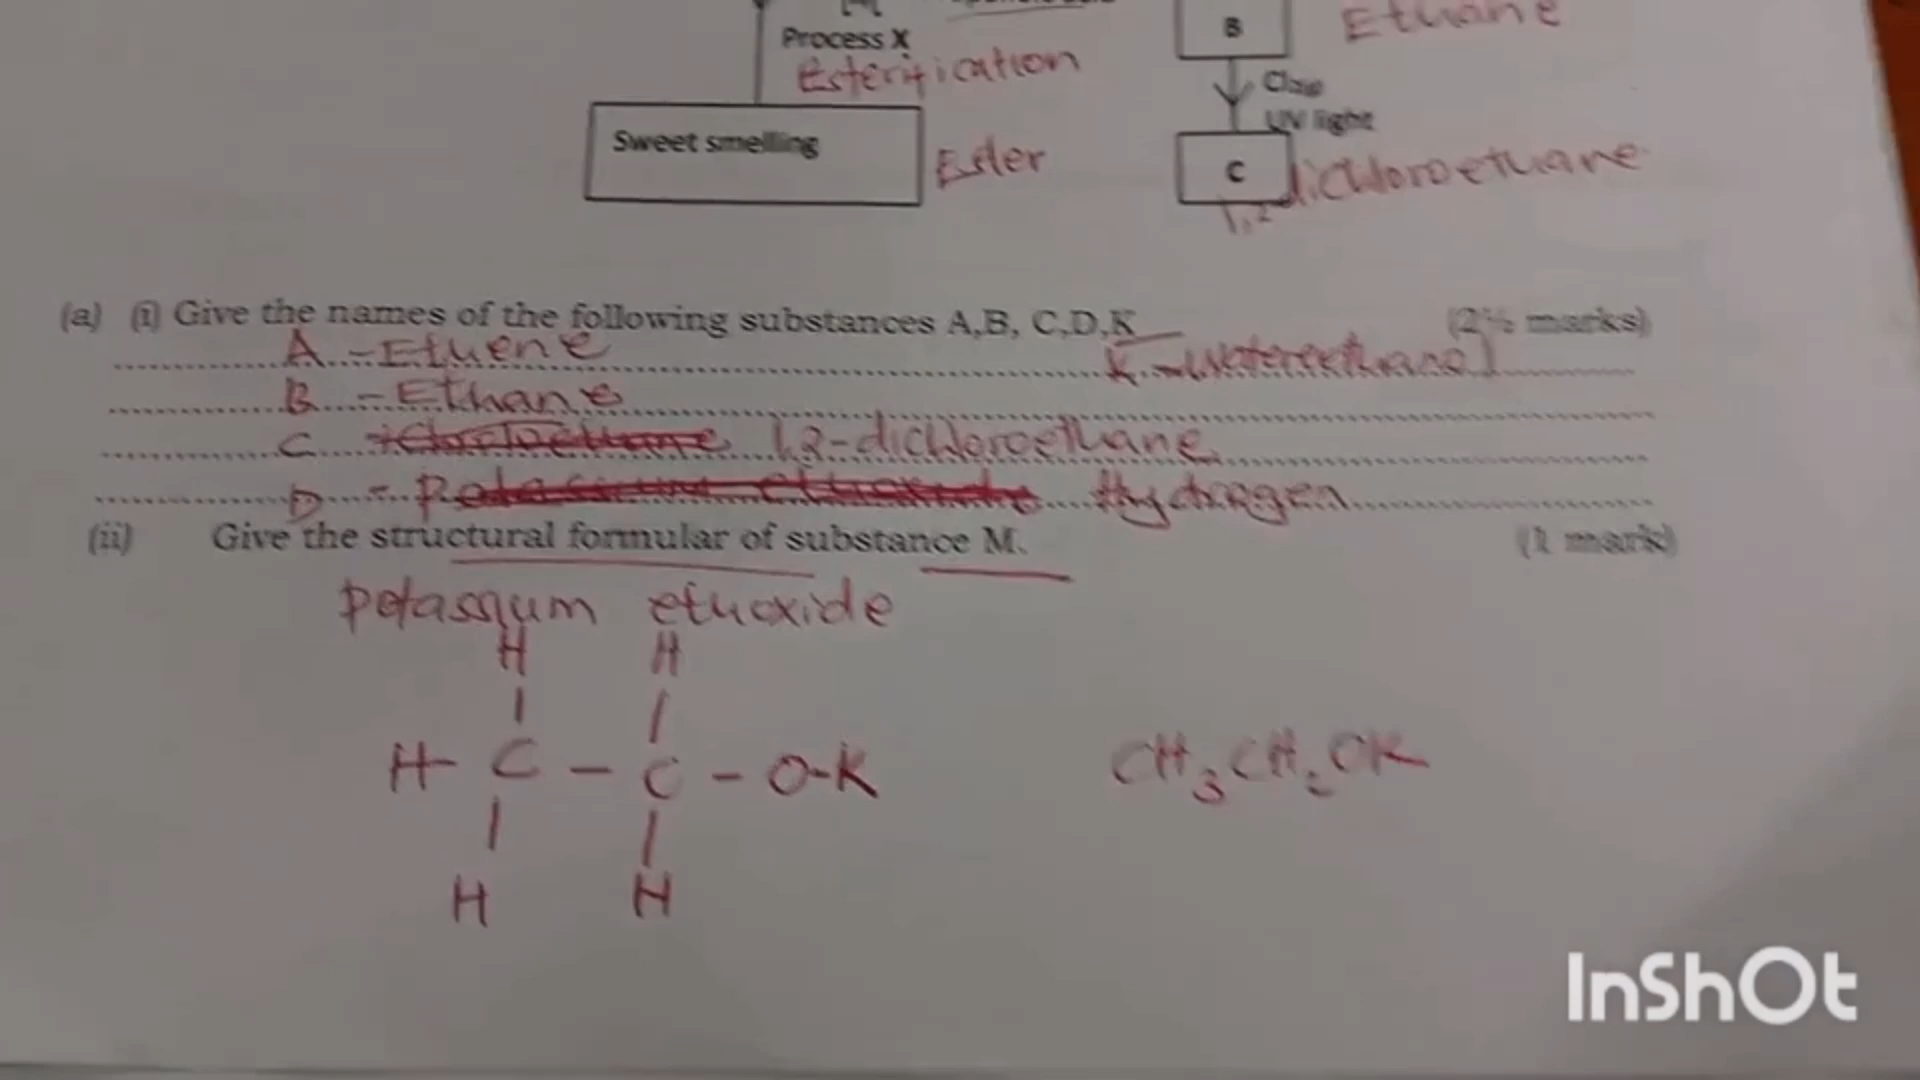 Process X
Esterification
B
Ethane
UV light
Sweet smelling
Ester
C
1,2 dichloroethane
(a) (i) Give the names of the following substances A,B, C,D,K (2½ marks)
A - Ethene
B - Ethane
C 1,2-dichloroethane
D - Hydrogen
(ii) Give the structural formular of substance M. (1 mark)
potassium ethoxide
H H
H - C - C - O-K
CH3CH2OK
H H
InShOt